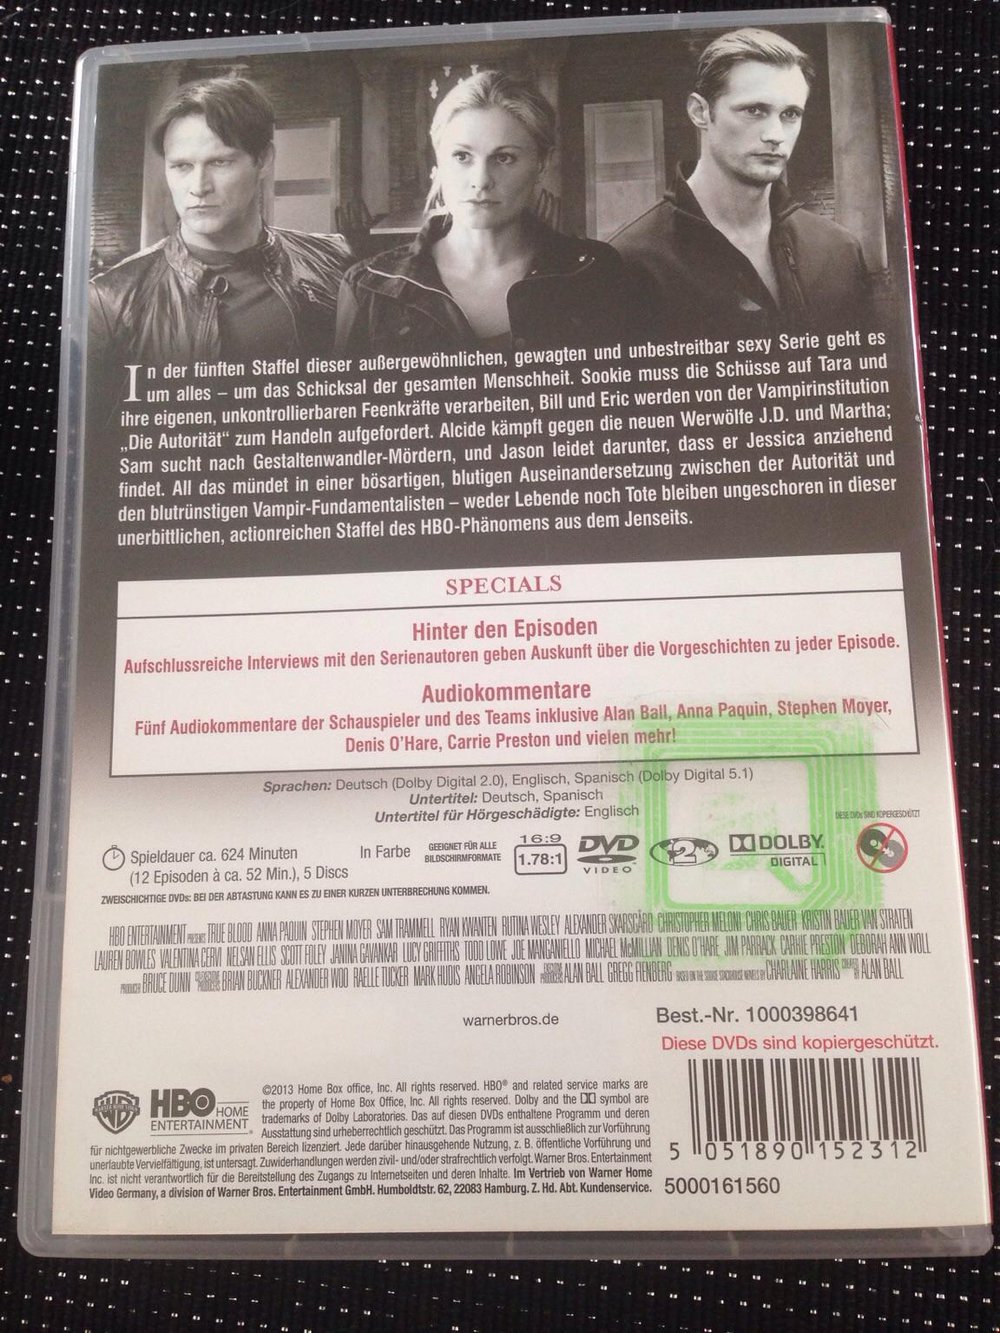 In der fünften Staffel dieser außergewöhnlichen, gewagten und unbestreitbar sexy Serie geht es
um alles – um das Schicksal der gesamten Menschheit. Sookie muss die Schüsse auf Tara und
ihre eigenen, unkontrollierbaren Feenkräfte verarbeiten, Bill und Eric werden von der Vampirinstitution
„Die Autorität“ zum Handeln aufgefordert. Alcide kämpft gegen die neuen Werwölfe J.D. und Martha;
Sam sucht nach Gestaltenwandler-Mördern, und Jason leidet darunter, dass er Jessica anziehend
findet. All das mündet in einer bösartigen, blutigen Auseinandersetzung zwischen der Autorität und
den blutrünstigen Vampir-Fundamentalisten – weder Lebende noch Tote bleiben ungeschoren in dieser
unerbittlichen, actionreichen Staffel des HBO-Phänomens aus dem Jenseits.
SPECIALS
Hinter den Episoden
Aufschlussreiche Interviews mit den Serienautoren geben Auskunft über die Vorgeschichten zu jeder Episode.
Audiokommentare
Fünf Audiokommentare der Schauspieler und des Teams inklusive Alan Ball, Anna Paquin, Stephen Moyer,
Denis O'Hare, Carrie Preston und vielen mehr!
Sprachen: Deutsch (Dolby Digital 2.0), Englisch, Spanisch (Dolby Digital 5.1)
Untertitel: Deutsch, Spanisch
Untertitel für Hörgeschädigte: Englisch
DIESE DVDs SIND KOPIERGESCHÜTZT
Spieldauer ca. 624 Minuten
(12 Episoden à ca. 52 Min.), 5 Discs
In Farbe
GEEIGNET FÜR ALLE
BILDSCHIRMFORMATE
16:9
1.78:1
DVD
VIDEO
2
DOLBY
DIGITAL
ZWEISCHICHTIGE DVDs: BEI DER ABTASTUNG KANN ES ZU EINER KURZEN UNTERBRECHUNG KOMMEN.
HBO ENTERTAINMENT PRESENTS TRUE BLOOD ANNA PAQUIN STEPHEN MOYER SAM TRAMMELL RYAN KWANTEN RUTINA WESLEY ALEXANDER SKARSGÅRD CHRISTOPHER MELONI CHRIS BAUER KRISTIN BAUER VAN STRATEN
LAUREN BOWLES VALENTINA CERVI NELSAN ELLIS SCOTT FOLEY JANINA GAVANKAR LUCY GRIFFITHS TODD LOWE JOE MANGANIELLO MICHAEL McMILLIAN DENIS O'HARE JIM PARRACK CARRIE PRESTON DEBORAH ANN WOLL
PRODUCER BRUCE DUNN BRIAN BUCKNER ALEXANDER WOO RAELLE TUCKER MARK HUDIS ANGELA ROBINSON ALAN BALL GREGG FIENBERG BASED ON THE SOOKIE STACKHOUSE NOVELS BY CHARLAINE HARRIS CREATED BY ALAN BALL
warnerbros.de
Best.-Nr. 1000398641
Diese DVDs sind kopiergeschützt.
HBO HOME
ENTERTAINMENT
©2013 Home Box office, Inc. All rights reserved. HBO® and related service marks are
the property of Home Box Office, Inc. All rights reserved. Dolby and the DD symbol are
trademarks of Dolby Laboratories. Das auf diesen DVDs enthaltene Programm und deren
Ausstattung sind urheberrechtlich geschützt. Das Programm ist ausschließlich zur Vorführung
für nichtgewerbliche Zwecke im privaten Bereich lizenziert. Jede darüber hinausgehende Nutzung, z. B. öffentliche Vorführung und
unerlaubte Vervielfältigung, ist untersagt. Zuwiderhandlungen werden zivil- und/oder strafrechtlich verfolgt. Warner Bros. Entertainment
Inc. ist nicht verantwortlich für die Bereitstellung des Zugangs zu Internetseiten und deren Inhalte. Im Vertrieb von Warner Home
Video Germany, a division of Warner Bros. Entertainment GmbH. Humboldtstr. 62, 22083 Hamburg. Z. Hd. Abt. Kundenservice.
5 051890 152312
5000161560